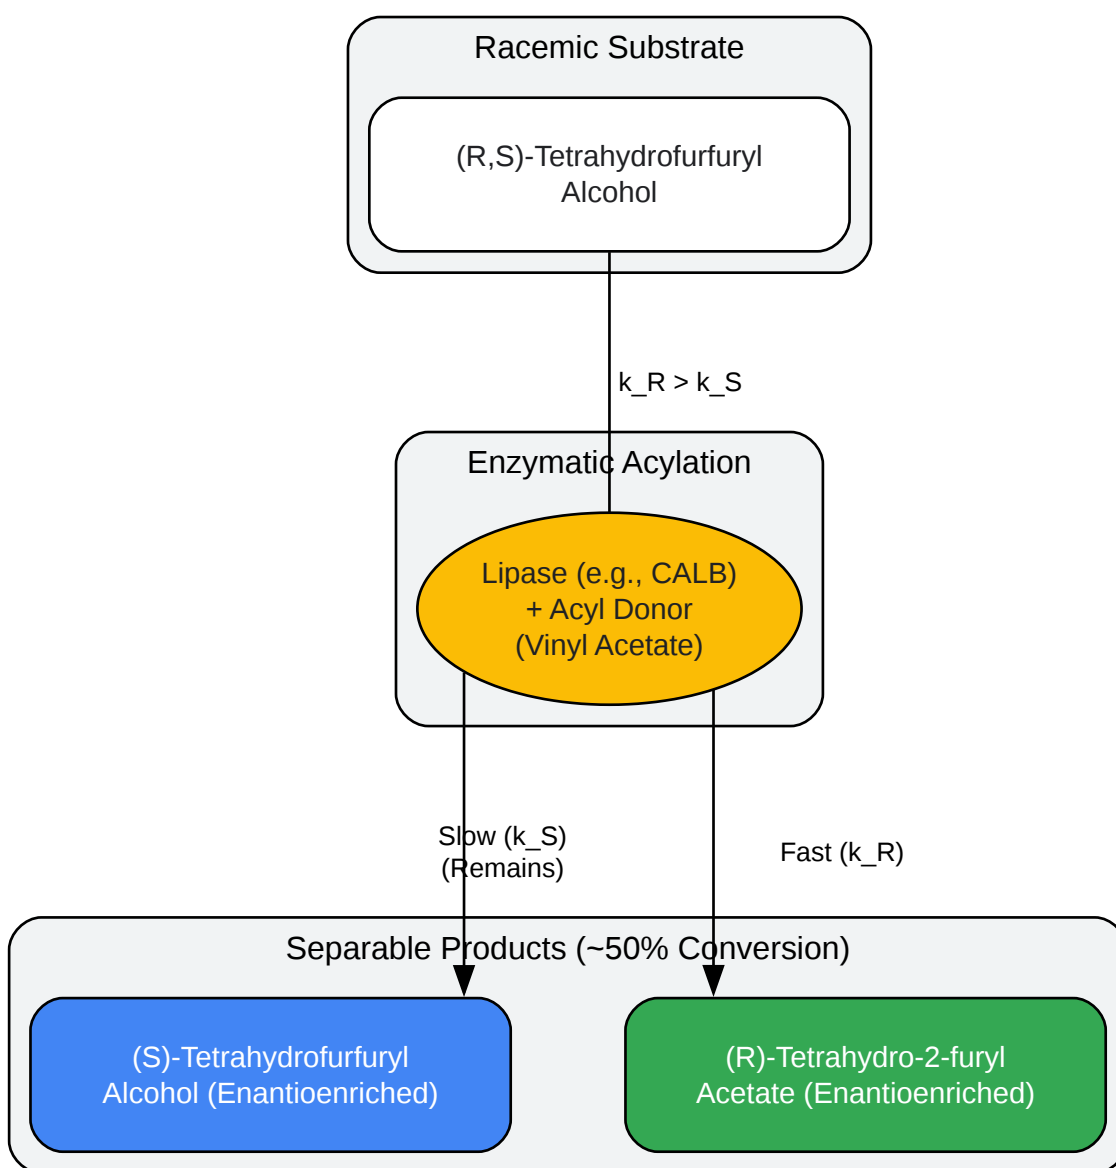 Racemic Substrate
(R,S)-Tetrahydrofurfuryl
Alcohol
k_R > k_S
Enzymatic Acylation
Lipase (e.g., CALB)
+ Acyl Donor
(Vinyl Acetate)
Slow (k_S)
(Remains)
Fast (k_R)
Separable Products (~50% Conversion)
(S)-Tetrahydrofurfuryl
Alcohol (Enantioenriched)
(R)-Tetrahydro-2-furyl
Acetate (Enantioenriched)